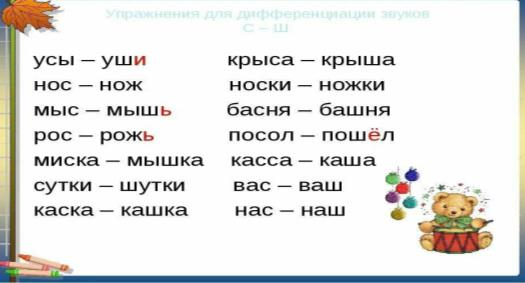 Упражнения для дифференциации звуков
С – Ш
усы – уши крыса – крыша
нос – нож носки – ножки
мыс – мышь басня – башня
рос – рожь посол – пошёл
миска – мышка касса – каша
сутки – шутки вас – ваш
каска – кашка нас – наш